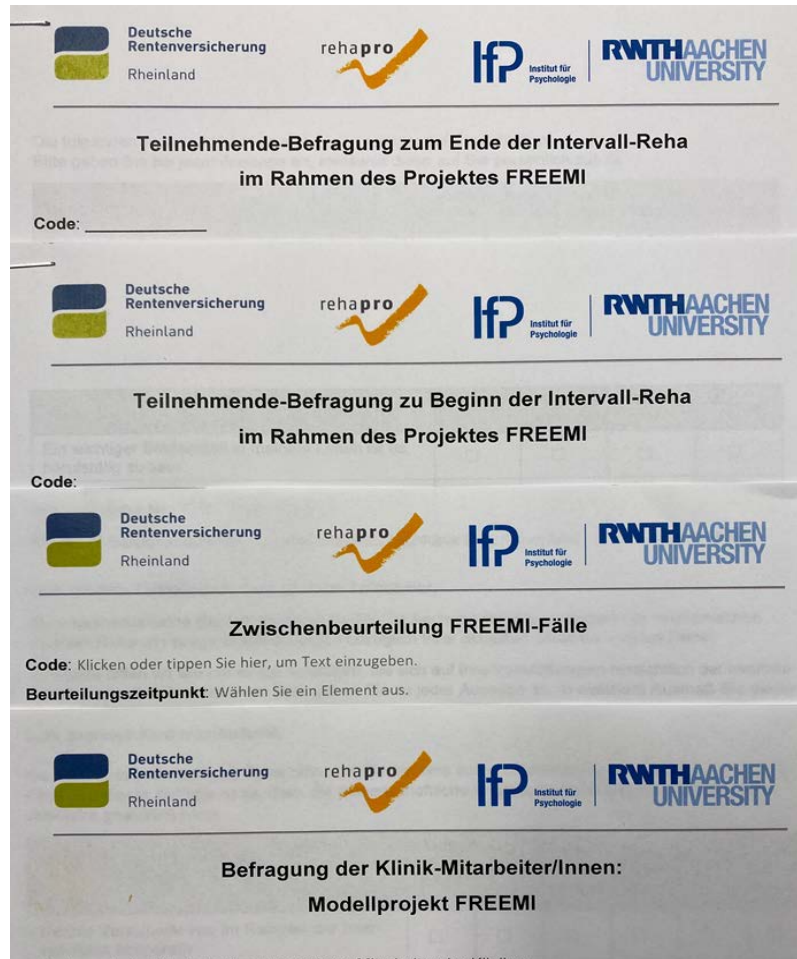 Deutsche
Rentenversicherung
Rheinland
rehapro
IfP Institut für
Psychologie
RWTHAACHEN
UNIVERSITY
Teilnehmende-Befragung zum Ende der Intervall-Reha
im Rahmen des Projektes FREEMI
Code: ____________
Deutsche
Rentenversicherung
Rheinland
rehapro
IfP Institut für
Psychologie
RWTHAACHEN
UNIVERSITY
Teilnehmende-Befragung zu Beginn der Intervall-Reha
im Rahmen des Projektes FREEMI
Code:
Deutsche
Rentenversicherung
Rheinland
rehapro
IfP Institut für
Psychologie
RWTHAACHEN
UNIVERSITY
Zwischenbeurteilung FREEMI-Fälle
Code: Klicken oder tippen Sie hier, um Text einzugeben.
Beurteilungszeitpunkt: Wählen Sie ein Element aus.
Deutsche
Rentenversicherung
Rheinland
rehapro
IfP Institut für
Psychologie
RWTHAACHEN
UNIVERSITY
Befragung der Klinik-Mitarbeiter/Innen:
Modellprojekt FREEMI